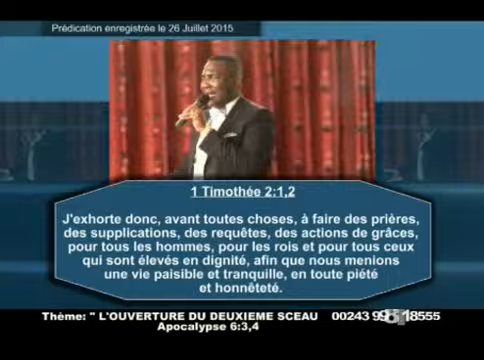 Prédication enregistrée le 26 Juillet 2015
1 Timothée 2:1,2
J'exhorte donc, avant toutes choses, à faire des prières,
des supplications, des requêtes, des actions de grâces,
pour tous les hommes, pour les rois et pour tous ceux
qui sont élevés en dignité, afin que nous menions
une vie paisible et tranquille, en toute piété
et honnêteté.
Thème: " L'OUVERTURE DU DEUXIEME SCEAU 00243
Apocalypse 6:3,4